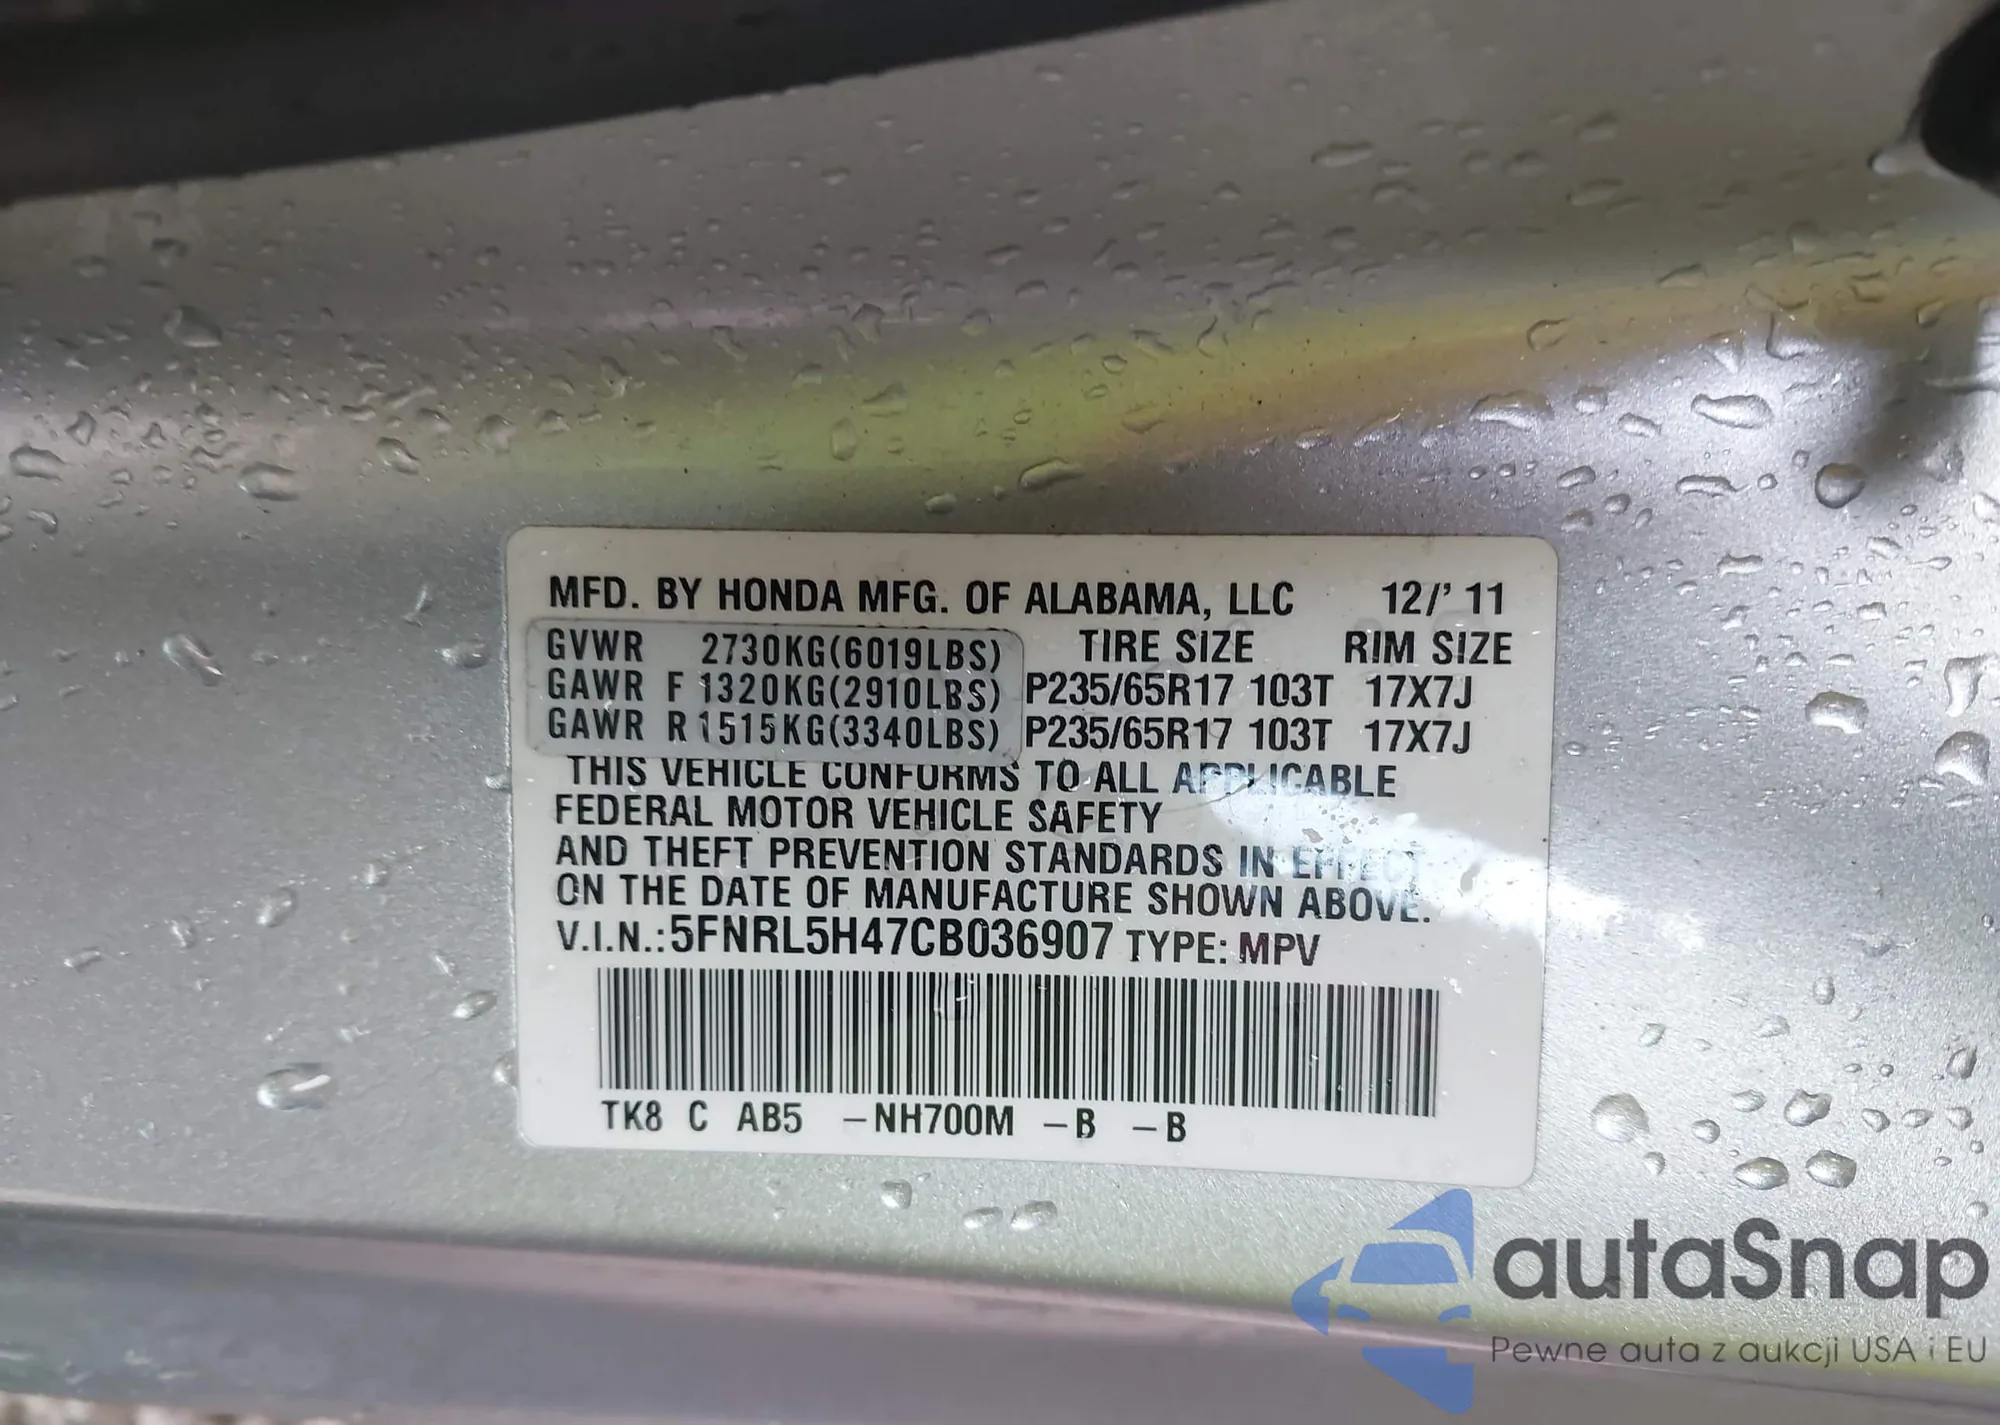 MFD. BY HONDA MFG. OF ALABAMA, LLC 12/' 11
GVWR 2730KG(6019LBS) TIRE SIZE RIM SIZE
GAWR F 1320KG(2910LBS) P235/65R17 103T 17X7J
GAWR R 1515KG(3340LBS) P235/65R17 103T 17X7J
THIS VEHICLE CONFORMS TO ALL APPLICABLE
FEDERAL MOTOR VEHICLE SAFETY
AND THEFT PREVENTION STANDARDS IN EFFECT
ON THE DATE OF MANUFACTURE SHOWN ABOVE.
V.I.N.:5FNRL5H47CB036907 TYPE: MPV
TK8 C AB5 -NH700M -B -B
autaSnap
Pewne auta z aukcji USA i EU